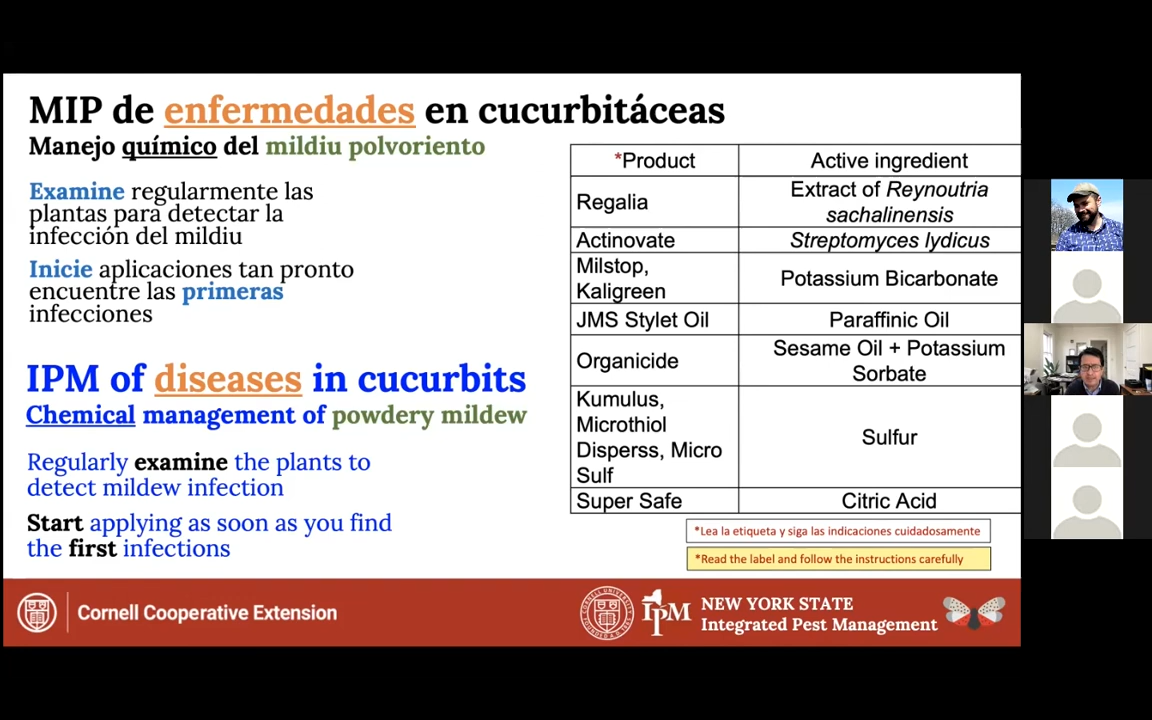 MIP de enfermedades en cucurbitáceas
Manejo químico del mildiu polvoriento
Examine regularmente las
plantas para detectar la
infección del mildiu
Inicie aplicaciones tan pronto
encuentre las primeras
infecciones
IPM of diseases in cucurbits
Chemical management of powdery mildew
Regularly examine the plants to
detect mildew infection
Start applying as soon as you find
the first infections
*Product Active ingredient
Regalia Extract of Reynoutria
sachalinensis
Actinovate Streptomyces lydicus
Milstop,
Kaligreen Potassium Bicarbonate
JMS Stylet Oil Paraffinic Oil
Organicide Sesame Oil + Potassium
Sorbate
Kumulus,
Microthiol
Disperss, Micro
Sulf Sulfur
Super Safe Citric Acid
*Lea la etiqueta y siga las indicaciones cuidadosamente
*Read the label and follow the instructions carefully
Cornell Cooperative Extension
IPM
NEW YORK STATE
Integrated Pest Management